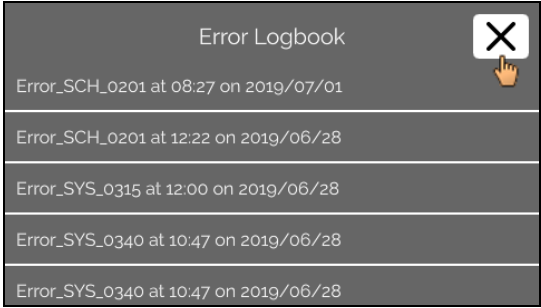 Error Logbook
Error_SCH_0201 at 08:27 on 2019/07/01
Error_SCH_0201 at 12:22 on 2019/06/28
Error_SYS_0315 at 12:00 on 2019/06/28
Error_SYS_0340 at 10:47 on 2019/06/28
Error_SYS_0340 at 10:47 on 2019/06/28